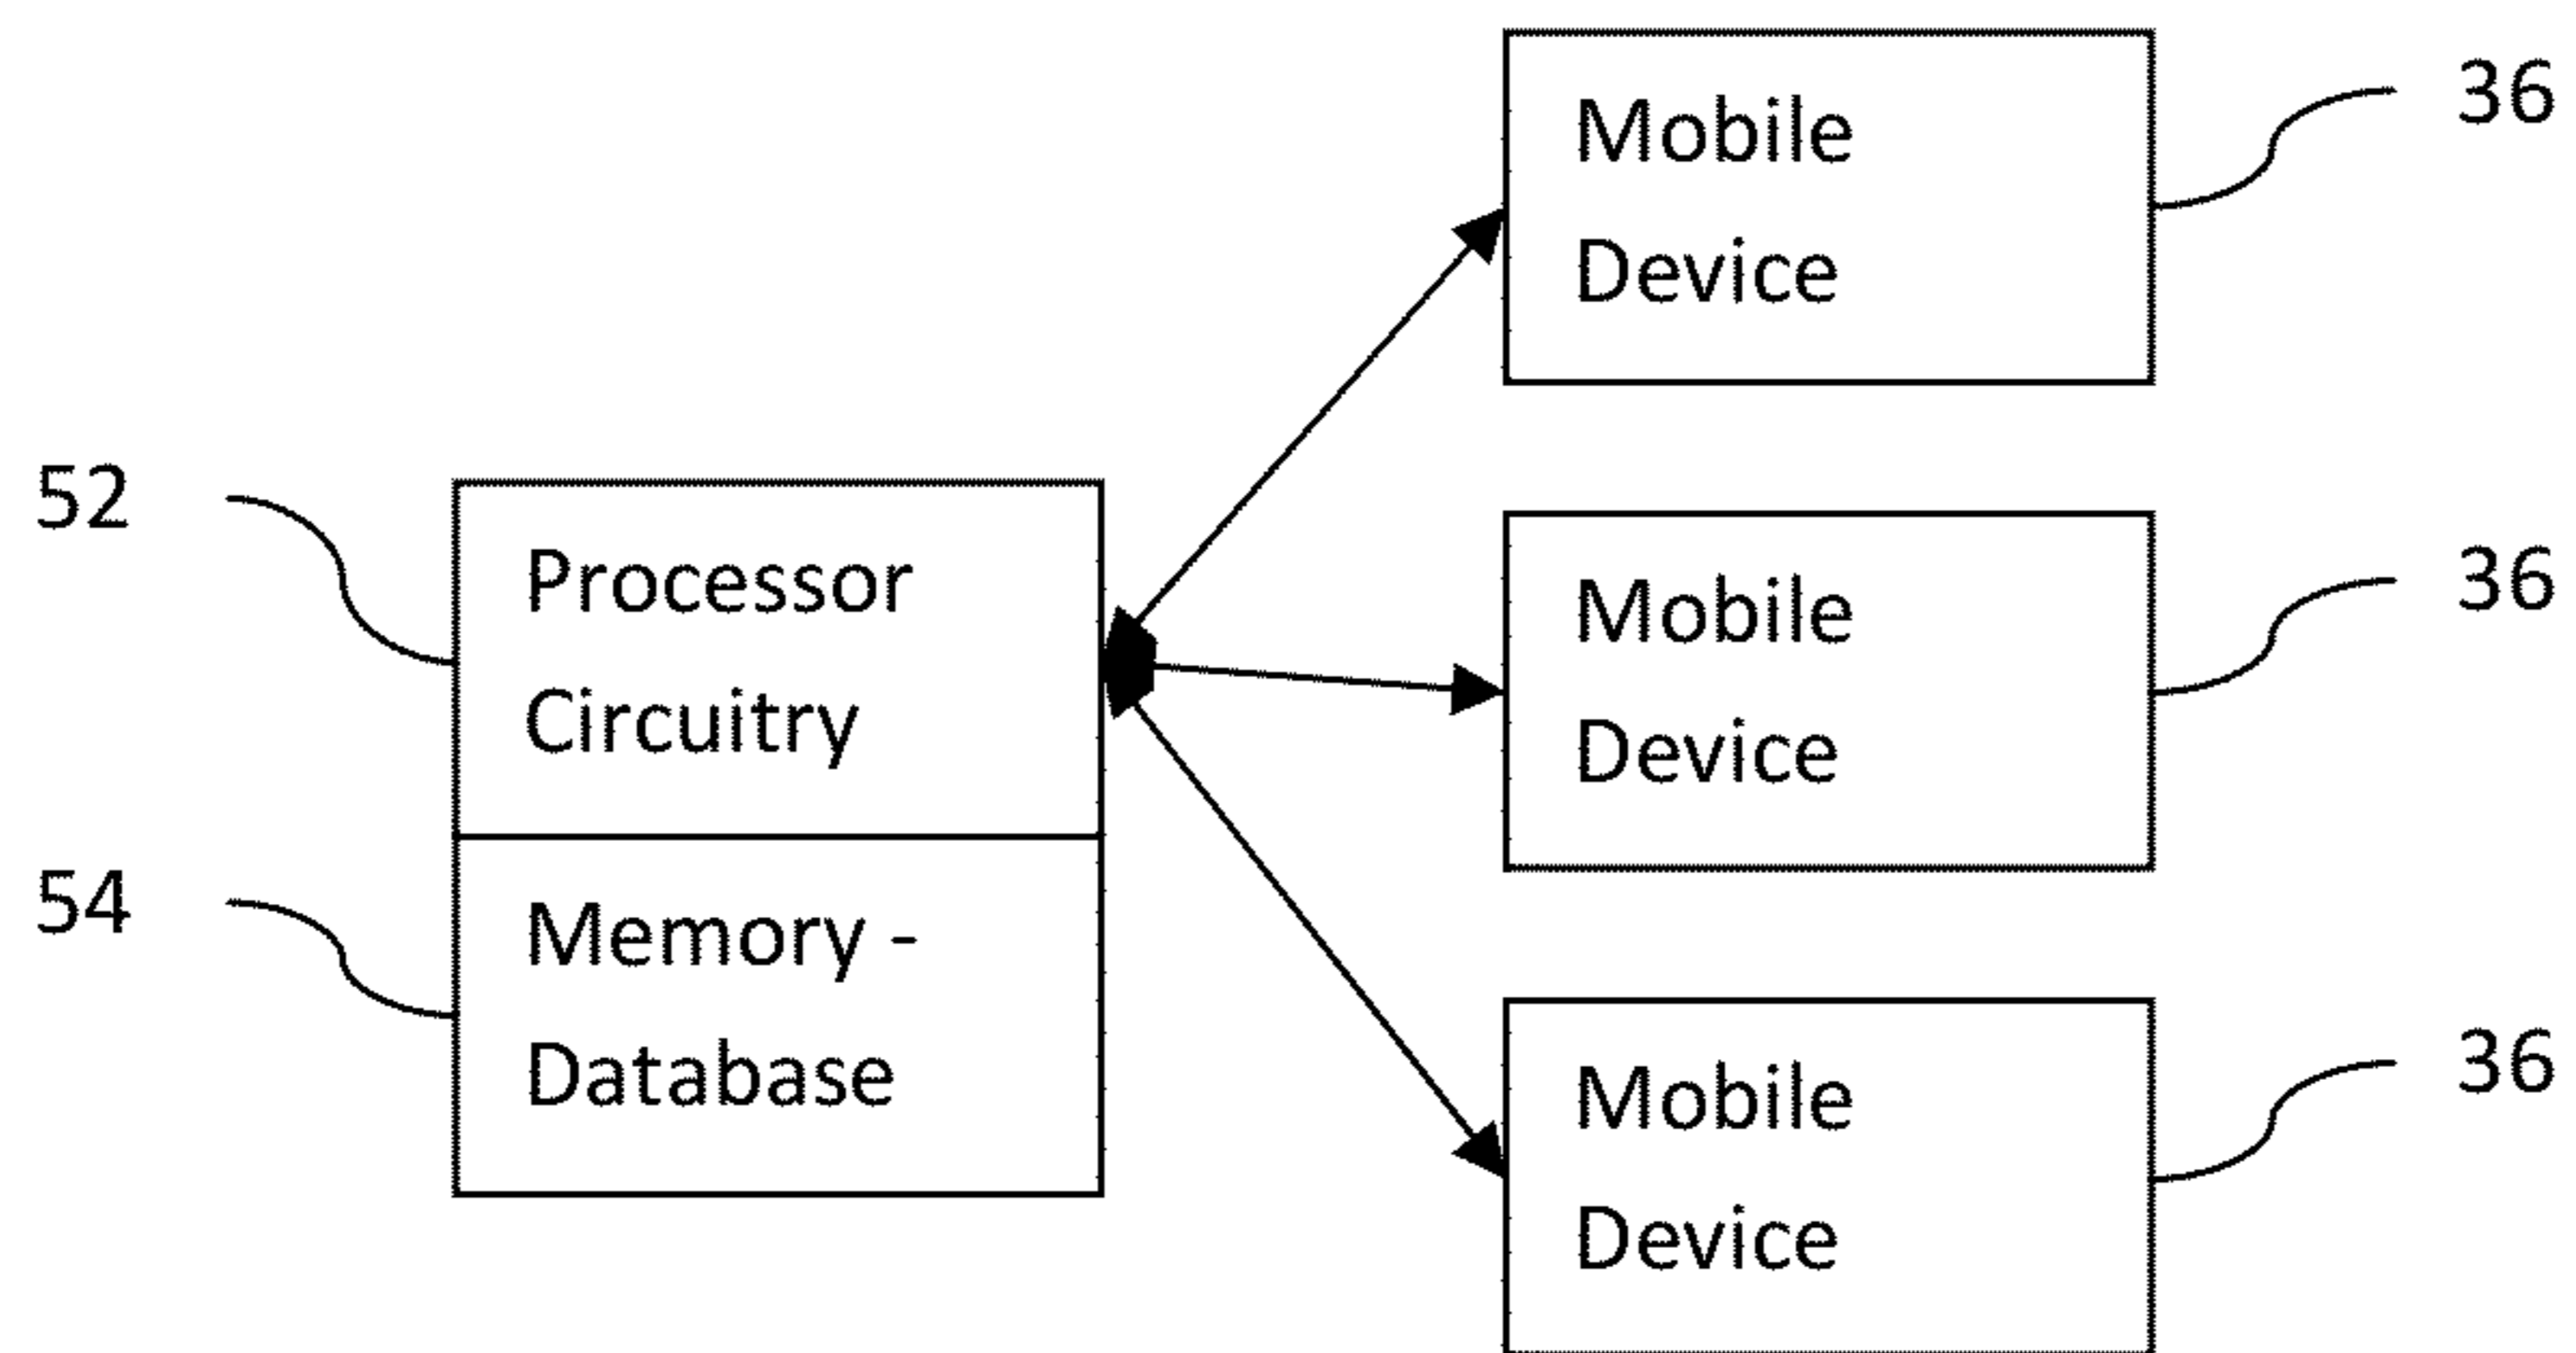 Mobile
Device
36
52
Processor
Circuitry
Mobile
Device
36
54
Memory -
Database
Mobile
Device
36